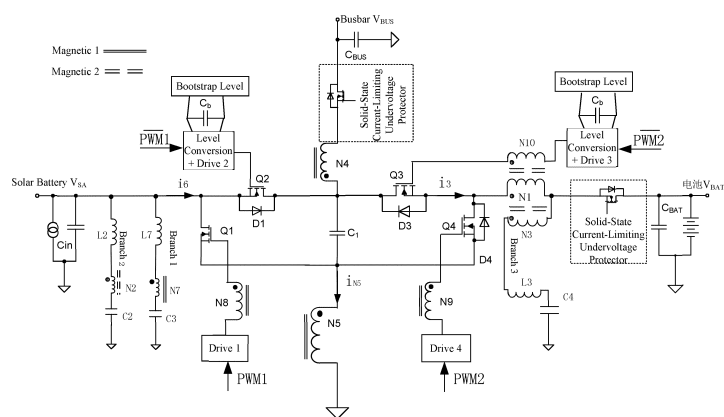 Busbar V_BUS
C_BUS
Magnetic 1
Magnetic 2
Solid-State
Current-Limiting
Undervoltage
Protector
Bootstrap Level
C_b
Level
Conversion
+ Drive 2
PWM1
Bootstrap Level
C_b
Level
Conversion
+ Drive 3
PWM2
N10
N4
Q3
Q2
Solar Battery V_SA
i6
i3
N1
电池V_BAT
D1
D3
Q4
C_BAT
Cin
L2
L7
Q1
C1
N3
Solid-State
Current-Limiting
Undervoltage
Protector
Branch 2
Branch 1
D4
Branch 3
N2
N7
i_N5
L3
C4
N8
N9
N5
C2
C3
Drive 1
Drive 4
PWM1
PWM2